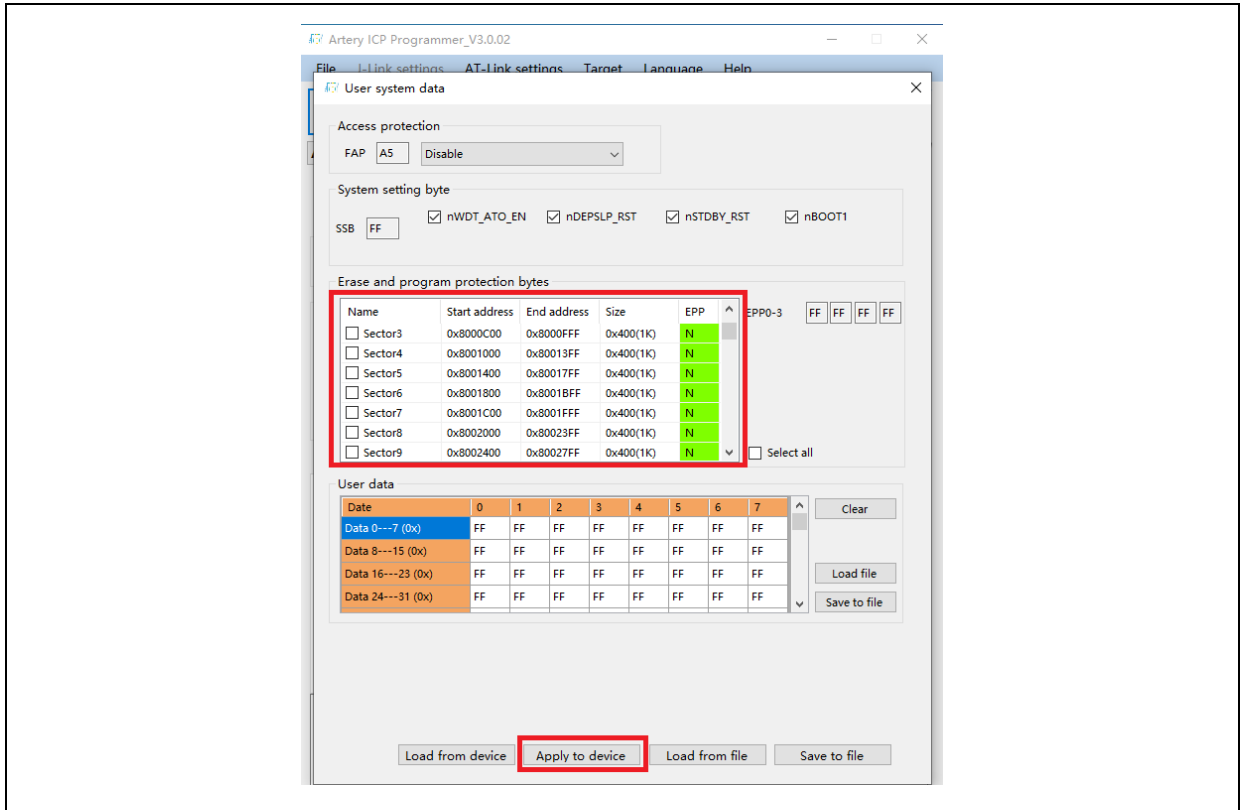 Artery ICP Programmer_V3.0.02
File J-Link settings AT-Link settings Target Language Help
User system data
Access protection
FAP A5 Disable
System setting byte
SSB FF nWDT_ATO_EN nDEPSLP_RST nSTDBY_RST nBOOT1
Erase and program protection bytes
Name Start address End address Size EPP EPP0-3 FF FF FF FF
Sector3 0x8000C00 0x8000FFF 0x400(1K) N
Sector4 0x8001000 0x80013FF 0x400(1K) N
Sector5 0x8001400 0x80017FF 0x400(1K) N
Sector6 0x8001800 0x8001BFF 0x400(1K) N
Sector7 0x8001C00 0x8001FFF 0x400(1K) N
Sector8 0x8002000 0x80023FF 0x400(1K) N
Sector9 0x8002400 0x80027FF 0x400(1K) N Select all
User data
Date 0 1 2 3 4 5 6 7 Clear
Data 0---7 (0x) FF FF FF FF FF FF FF FF
Data 8---15 (0x) FF FF FF FF FF FF FF FF
Data 16---23 (0x) FF FF FF FF FF FF FF FF Load file
Data 24---31 (0x) FF FF FF FF FF FF FF FF Save to file
Load from device Apply to device Load from file Save to file